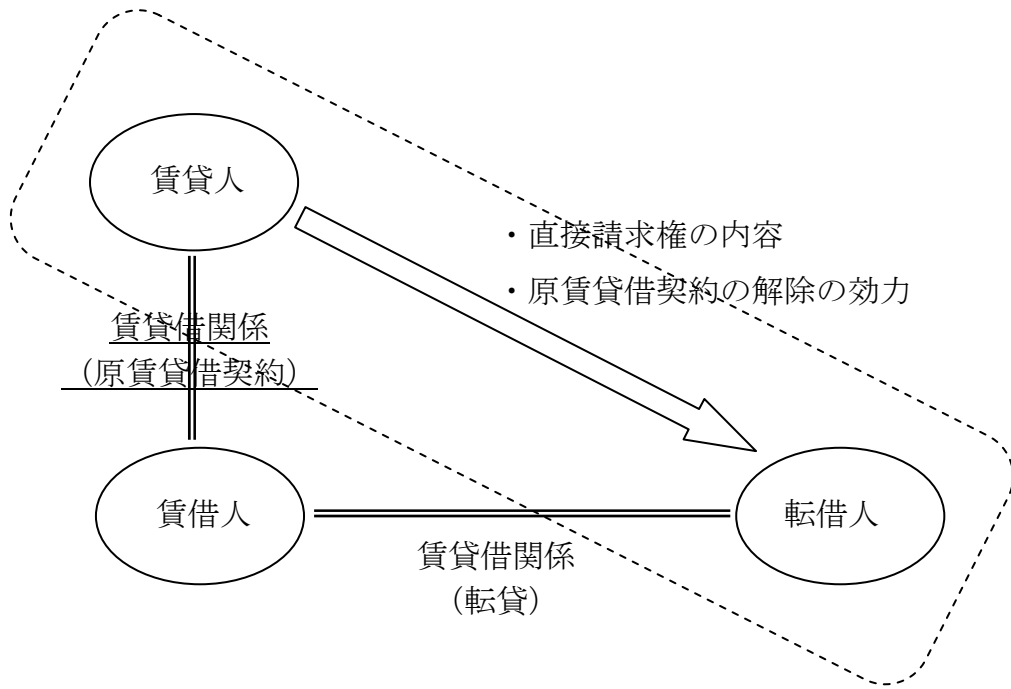 賃貸人
・直接請求権の内容
・原賃貸借契約の解除の効力
賃貸借関係
（原賃貸借契約）
賃借人
転借人
賃貸借関係
（転貸）